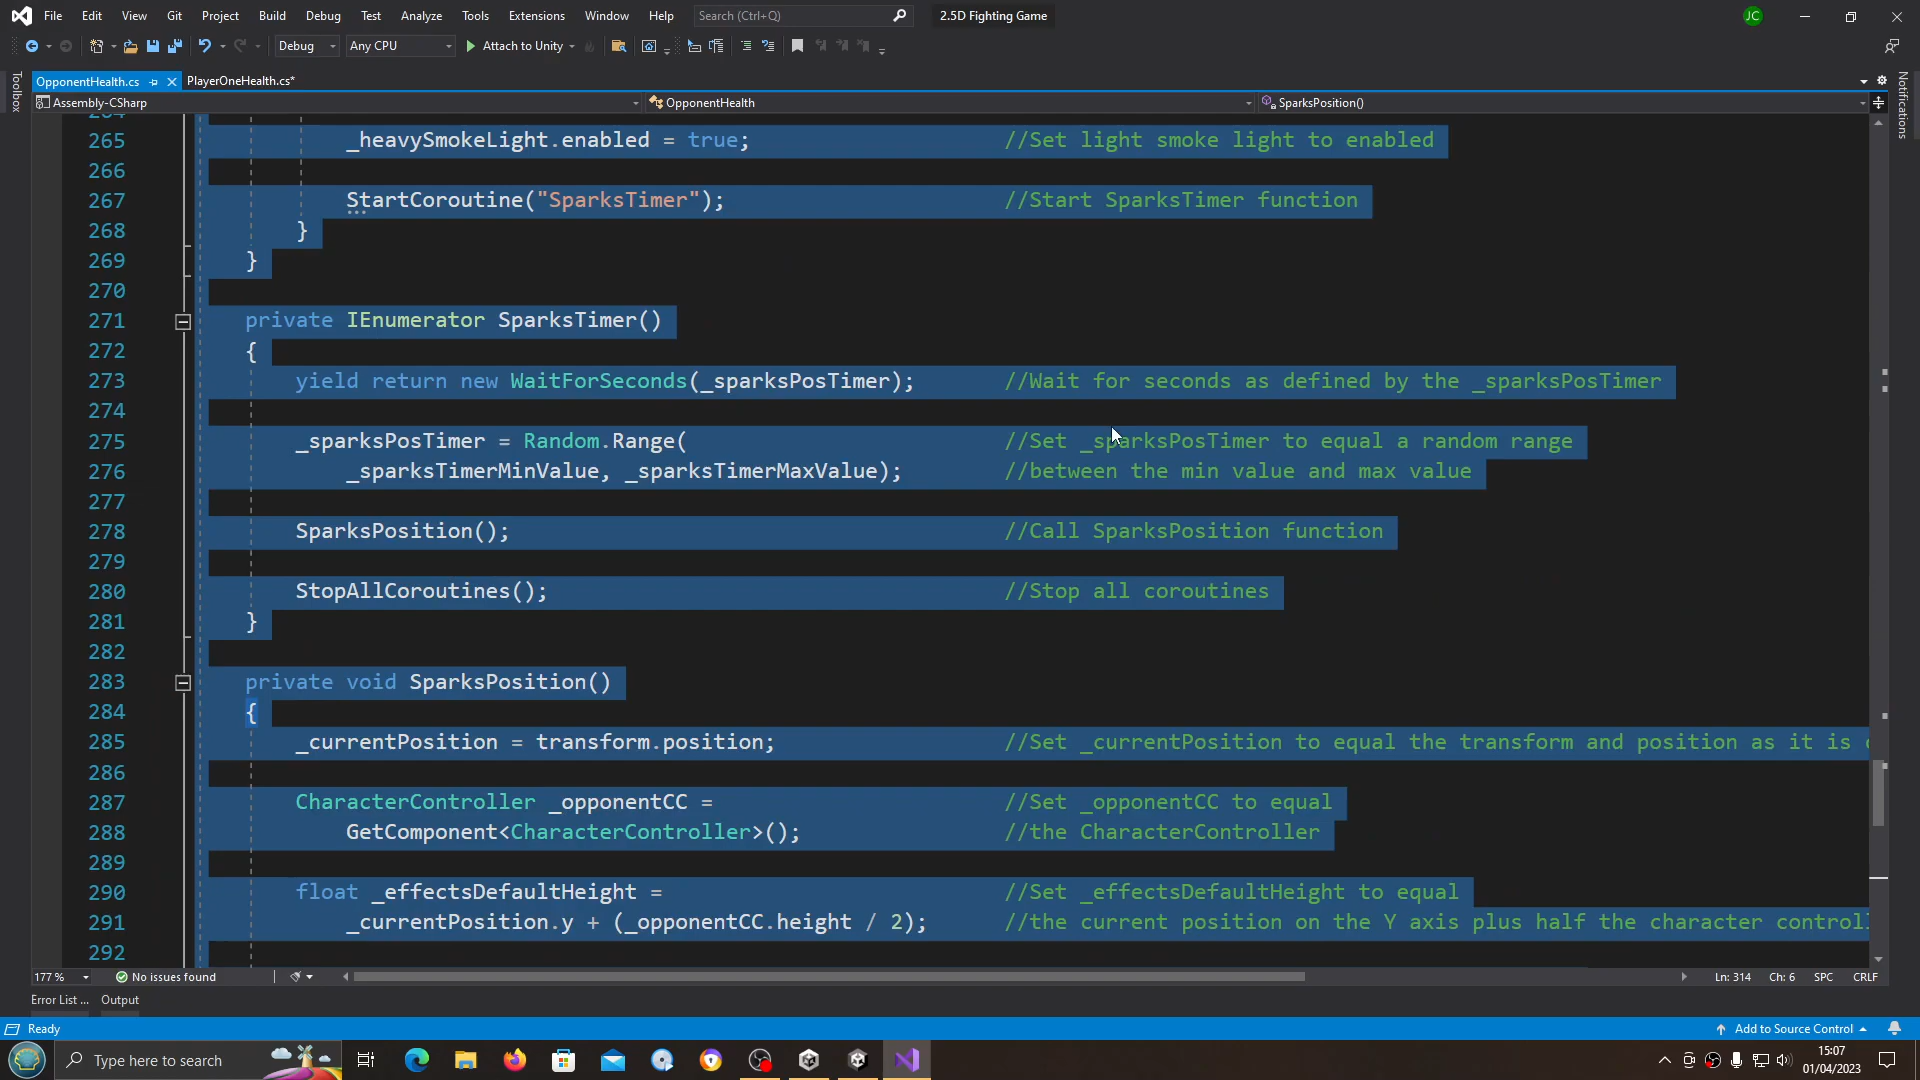 File Edit View Git Project Build Debug Test Analyze Tools Extensions Window Help Search (Ctrl+Q) 2.5D Fighting Game JC
Debug Any CPU Attach to Unity
Toolbox
OpponentHealth.cs PlayerOneHealth.cs*
Notifications
Assembly-CSharp OpponentHealth SparksPosition()
265 _heavySmokeLight.enabled = true; //Set light smoke light to enabled
266
267 StartCoroutine("SparksTimer"); //Start SparksTimer function
268 }
269 }
270
271 private IEnumerator SparksTimer()
272 {
273 yield return new WaitForSeconds(_sparksPosTimer); //Wait for seconds as defined by the _sparksPosTimer
274
275 _sparksPosTimer = Random.Range( //Set _sparksPosTimer to equal a random range
276 _sparksTimerMinValue, _sparksTimerMaxValue); //between the min value and max value
277
278 SparksPosition(); //Call SparksPosition function
279
280 StopAllCoroutines(); //Stop all coroutines
281 }
282
283 private void SparksPosition()
284 {
285 _currentPosition = transform.position; //Set _currentPosition to equal the transform and position as it is
286
287 CharacterController _opponentCC = //Set _opponentCC to equal
288 GetComponent<CharacterController>(); //the CharacterController
289
290 float _effectsDefaultHeight = //Set _effectsDefaultHeight to equal
291 _currentPosition.y + (_opponentCC.height / 2); //the current position on the Y axis plus half the character controll
292
177 % No issues found Ln: 314 Ch: 6 SPC CRLF
Error List ... Output
Ready Add to Source Control
Type here to search 15:07
01/04/2023